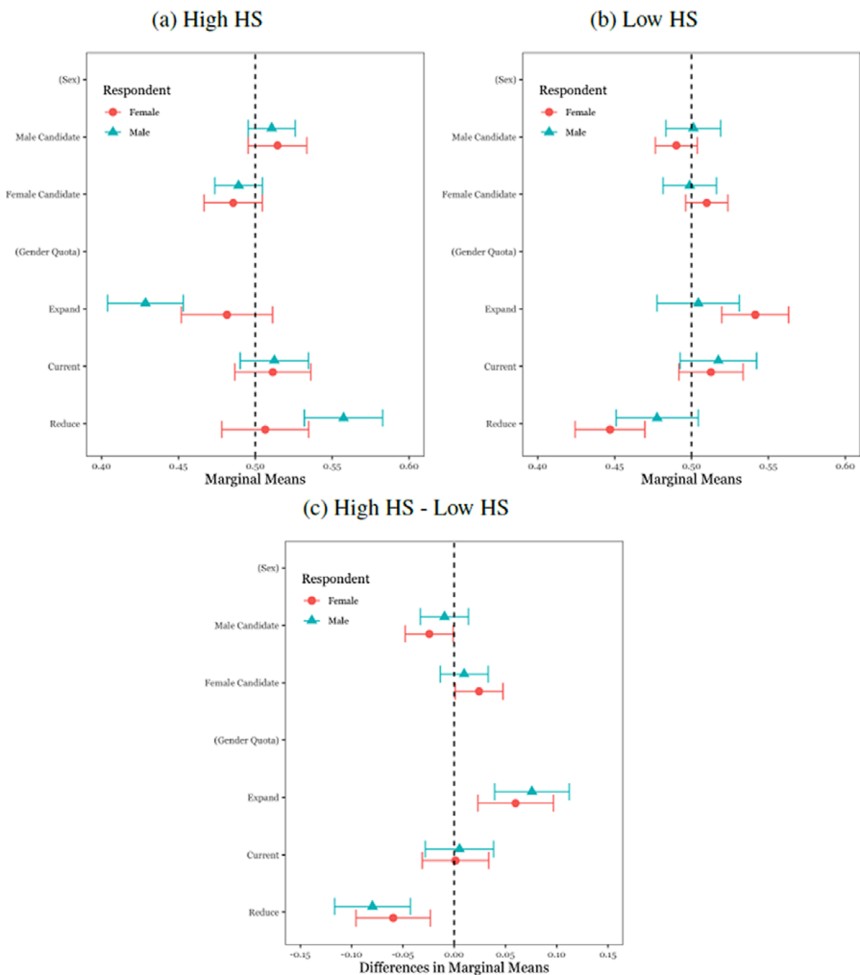 (a) High HS
(Sex)
Respondent
Female
Male
Male Candidate
Female Candidate
(Gender Quota)
Expand
Current
Reduce
0.40 0.45 0.50 0.55 0.60
Marginal Means
(b) Low HS
(Sex)
Respondent
Female
Male
Male Candidate
Female Candidate
(Gender Quota)
Expand
Current
Reduce
0.40 0.45 0.50 0.55 0.60
Marginal Means
(c) High HS - Low HS
(Sex)
Respondent
Female
Male
Male Candidate
Female Candidate
(Gender Quota)
Expand
Current
Reduce
-0.15 -0.10 -0.05 0.00 0.05 0.10 0.15
Differences in Marginal Means